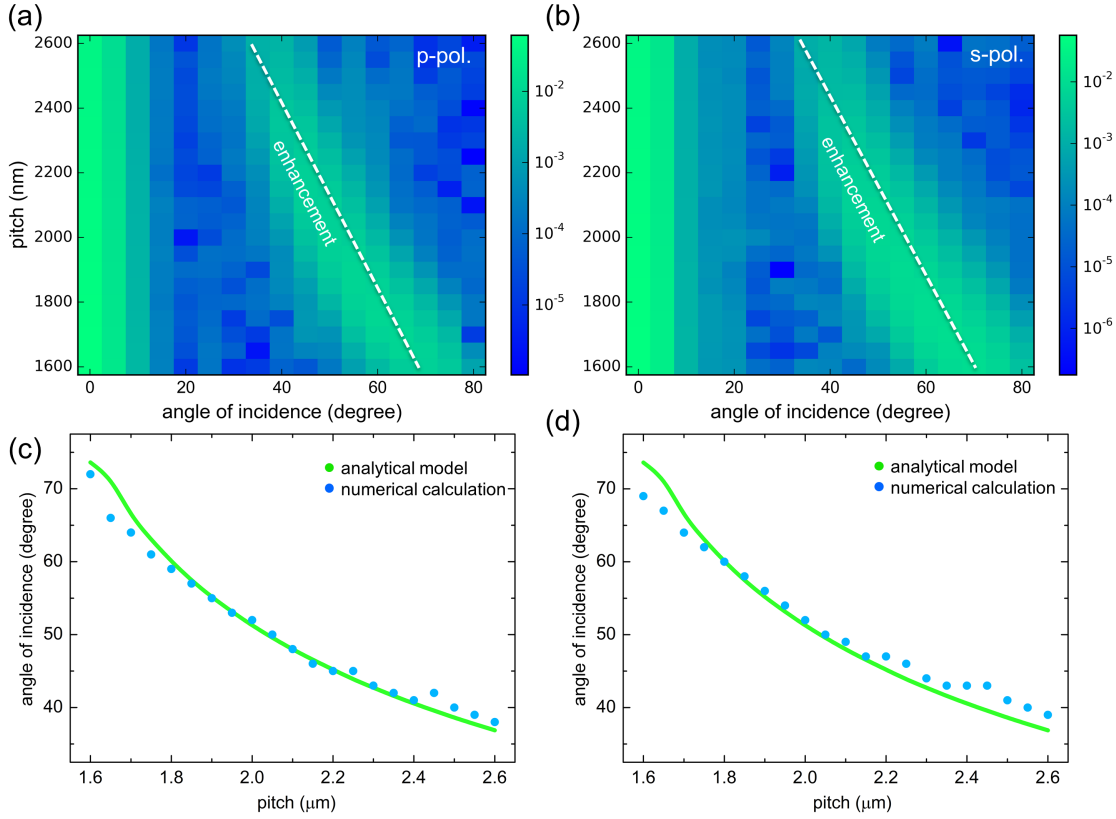 (a)
p-pol.
enhancement
pitch (nm)
2600
2400
2200
2000
1800
1600
0 20 40 60 80
angle of incidence (degree)
10-2
10-3
10-4
10-5
(b)
s-pol.
enhancement
2600
2400
2200
2000
1800
1600
0 20 40 60 80
angle of incidence (degree)
10-1
10-2
10-3
10-4
10-5
10-6
(c)
analytical model
numerical calculation
angle of incidence (degree)
70
60
50
40
1.6 1.8 2.0 2.2 2.4 2.6
pitch (μm)
(d)
analytical model
numerical calculation
angle of incidence (degree)
70
60
50
40
1.6 1.8 2.0 2.2 2.4 2.6
pitch (μm)